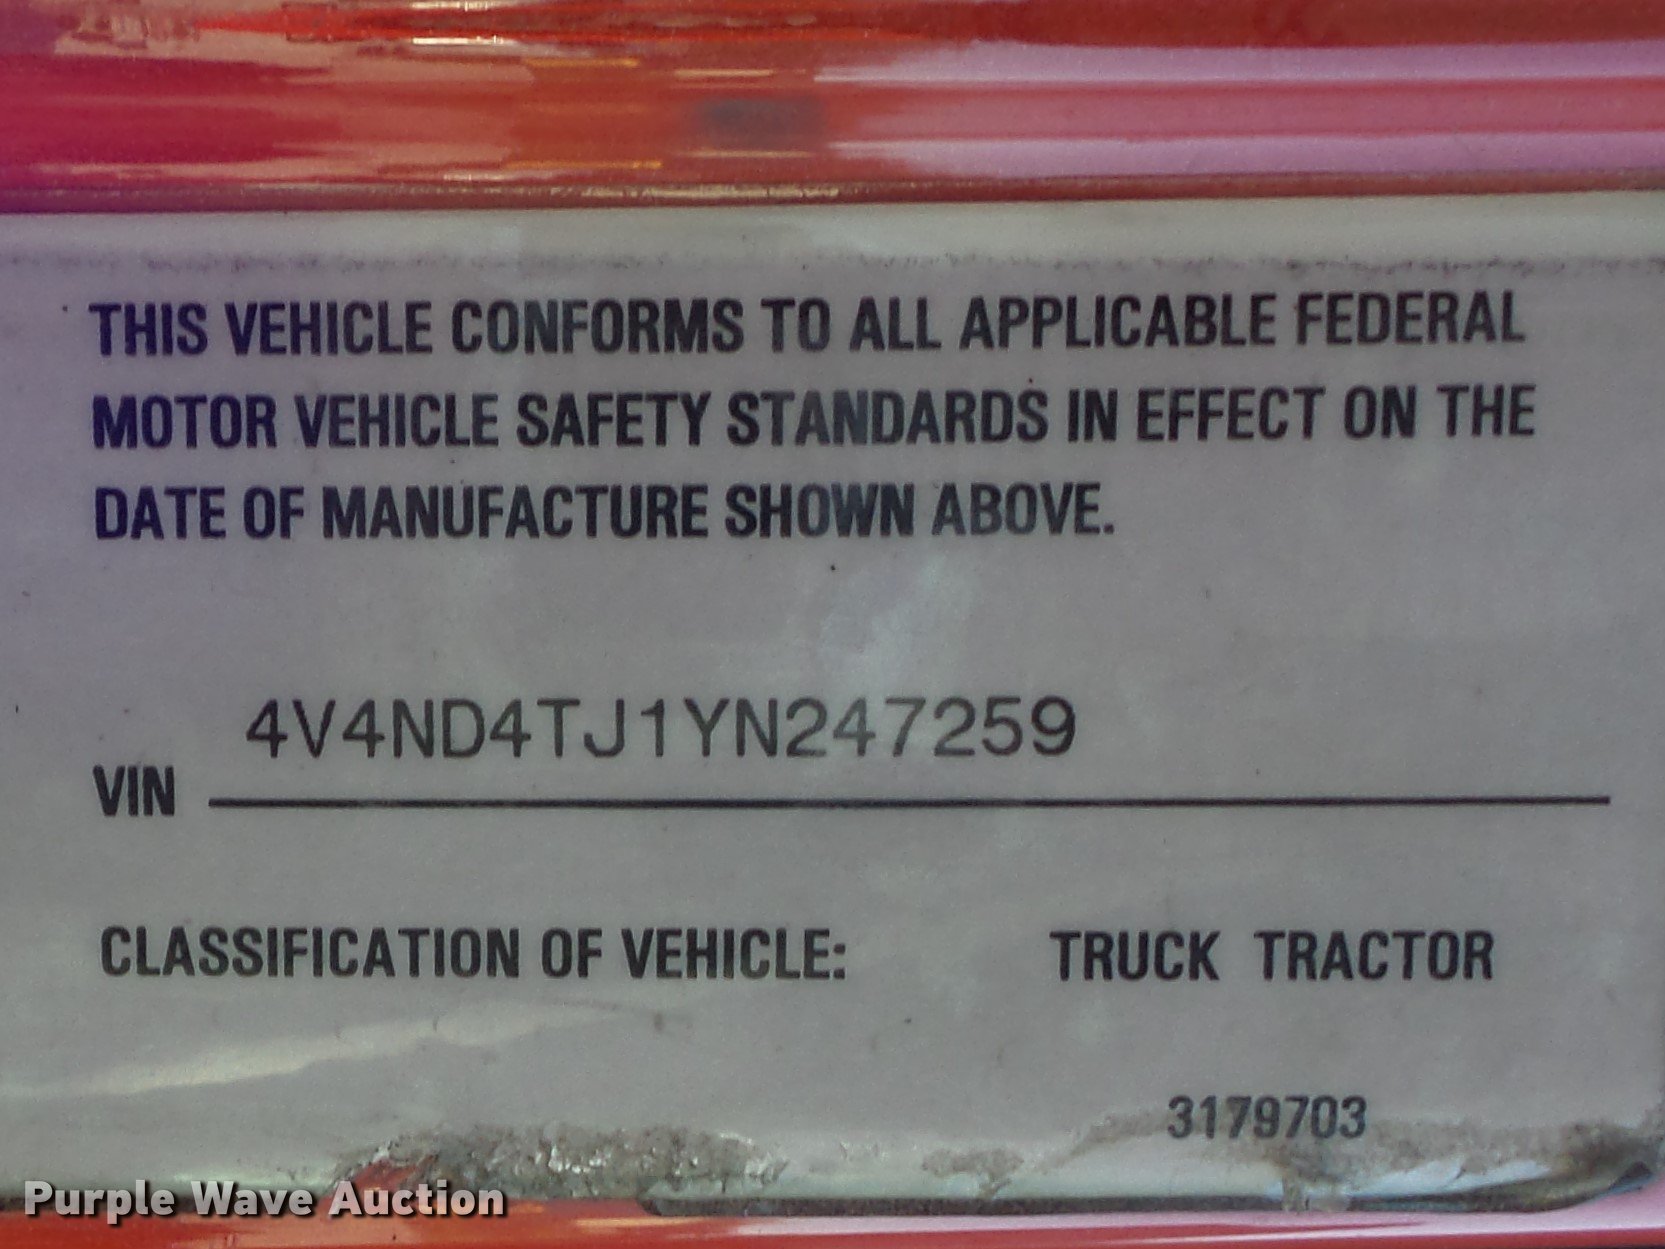 THIS VEHICLE CONFORMS TO ALL APPLICABLE FEDERAL
MOTOR VEHICLE SAFETY STANDARDS IN EFFECT ON THE
DATE OF MANUFACTURE SHOWN ABOVE.
4V4ND4TJ1YN247259
VIN
CLASSIFICATION OF VEHICLE: TRUCK TRACTOR
3179703
Purple Wave Auction